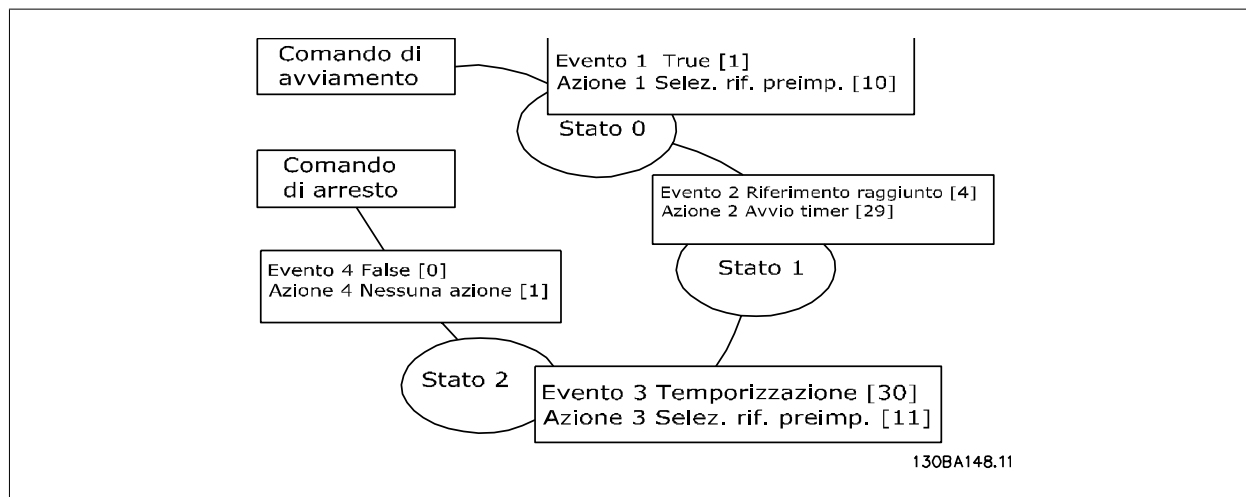 Comando di
avviamento
Evento 1 True [1]
Azione 1 Selez. rif. preimp. [10]
Stato 0
Comando
di arresto
Evento 2 Riferimento raggiunto [4]
Azione 2 Avvio timer [29]
Stato 1
Evento 4 False [0]
Azione 4 Nessuna azione [1]
Stato 2
Evento 3 Temporizzazione [30]
Azione 3 Selez. rif. preimp. [11]
130BA148.11